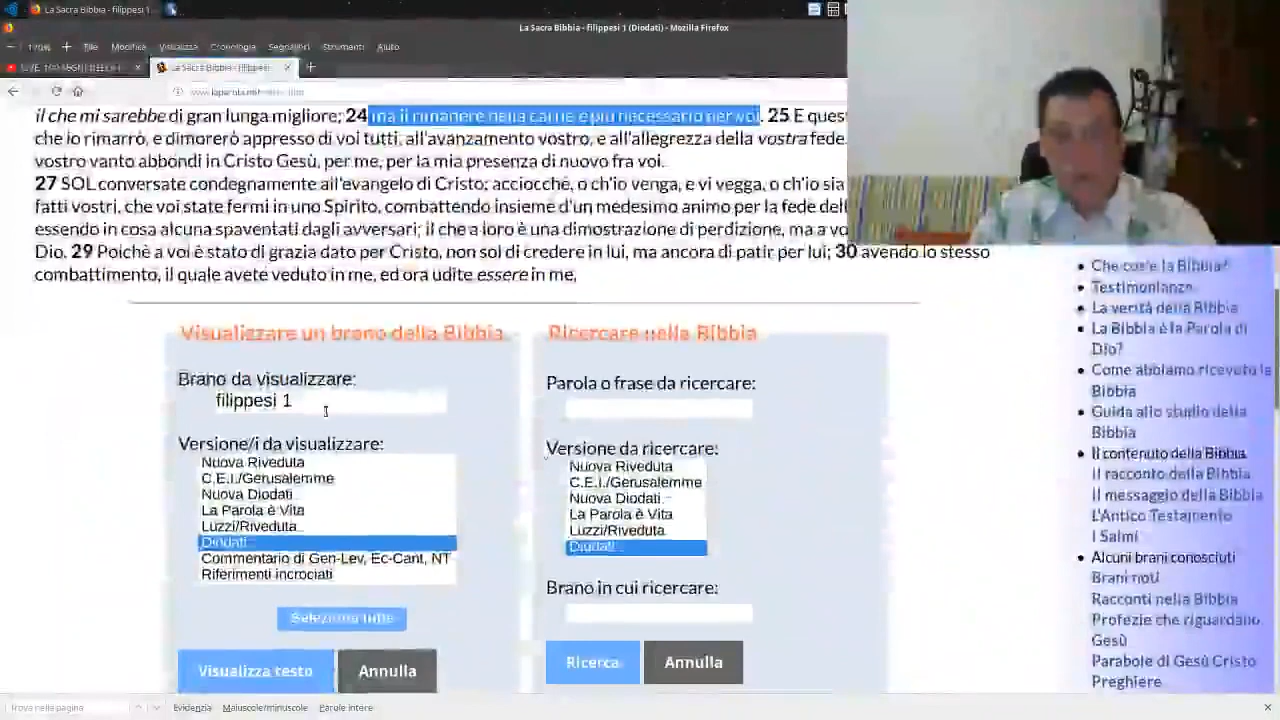 La Sacra Bibbia - filippesi 1
La Sacra Bibbia - filippesi 1 (Diodati) - Mozilla Firefox
File Modifica Visualizza Cronologia Segnalibri Strumenti Aiuto
La Sacra Bibbia - filippesi
il che mi sarebbe di gran lunga migliore; 24 ma il rimanere nella carne è più necessario per voi. 25 E
che io rimarrò, e dimorerò appresso di voi tutti, all'avanzamento vostro, e all'allegrezza della vostra fede
vostro vanto abbondi in Cristo Gesù, per me, per la mia presenza di nuovo fra voi.
27 SOL conversate condegnamente all'evangelo di Cristo; acciocchè, o ch'io venga, e vi vegga, o ch'io sia
fatti vostri, che voi state fermi in uno Spirito, combattendo insieme d'un medesimo animo per la fede
essendo in cosa alcuna spaventati dagli avversari; il che a loro è una dimostrazione di perdizione, ma a
Dio. 29 Poichè a voi è stato di grazia dato per Cristo, non sol di credere in lui, ma ancora di patir per lui; 30 avendo lo stesso
combattimento, il quale avete veduto in me, ed ora udite essere in me,
Visualizzare un brano della Bibbia
Brano da visualizzare:
filippesi 1
Versione/i da visualizzare:
Nuova Riveduta
C.E.I./Gerusalemme
Nuova Diodati
La Parola è Vita
Luzzi/Riveduta
Diodati
Commentario di Gen-Lev, Ec-Cant, NT
Riferimenti incrociati
Seleziona tutte
Visualizza testo Annulla
Ricercare nella Bibbia
Parola o frase da ricercare:
Versione da ricercare:
Nuova Riveduta
C.E.I./Gerusalemme
Nuova Diodati
La Parola è Vita
Luzzi/Riveduta
Diodati
Brano in cui ricercare:
Ricerca Annulla
Che cos'è la Bibbia?
Testimonianze
La verità della Bibbia
La Bibbia è la Parola di
Dio?
Come abbiamo ricevuto la
Bibbia
Guida allo studio della
Bibbia
Il contenuto della Bibbia
Il racconto della Bibbia
Il messaggio della Bibbia
L'Antico Testamento
I Salmi
Alcuni brani conosciuti
Brani noti
Racconti nella Bibbia
Profezie che riguardano
Gesù
Parabole di Gesù Cristo
Preghiere
Trova nella pagina Evidenzia Maiuscole/minuscole Parole intere